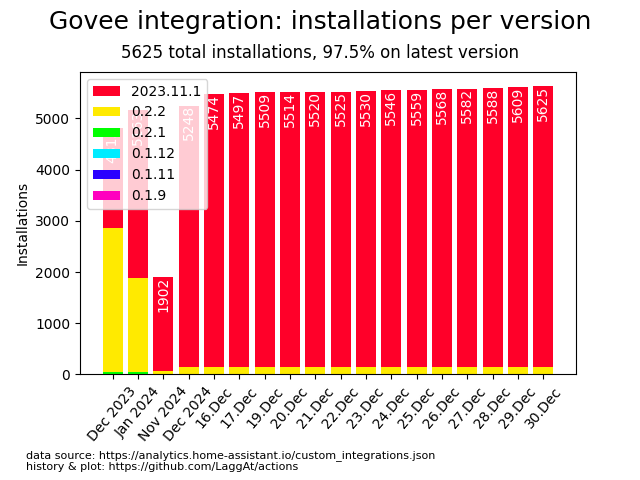 Govee integration: installations per version
5625 total installations, 97.5% on latest version
2023.11.1
0.2.2
0.2.1
0.1.12
0.1.11
0.1.9
Installations
5000
4000
3000
2000
1000
0
1902
5248
5474
5497
5509
5514
5520
5525
5530
5546
5559
5568
5582
5588
5609
5625
Dec 2023
Jan 2024
Nov 2024
Dec 2024
16.Dec
17.Dec
19.Dec
20.Dec
21.Dec
22.Dec
23.Dec
24.Dec
25.Dec
26.Dec
27.Dec
28.Dec
29.Dec
30.Dec
data source: https://analytics.home-assistant.io/custom_integrations.json
history & plot: https://github.com/LaggAt/actions